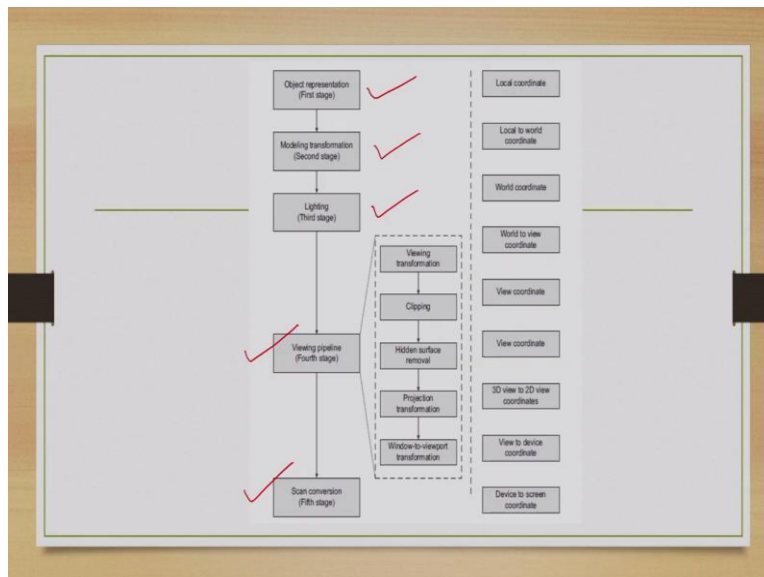 Object representation
(First stage)
Modeling transformation
(Second stage)
Lighting
(Third stage)
Viewing pipeline
(Fourth stage)
Scan conversion
(Fifth stage)
Viewing
transformation
Clipping
Hidden surface
removal
Projection
transformation
Window-to-viewport
transformation
Local coordinate
Local to world
coordinate
World coordinate
World to view
coordinate
View coordinate
View coordinate
3D view to 2D view
coordinates
View to device
coordinate
Device to screen
coordinate